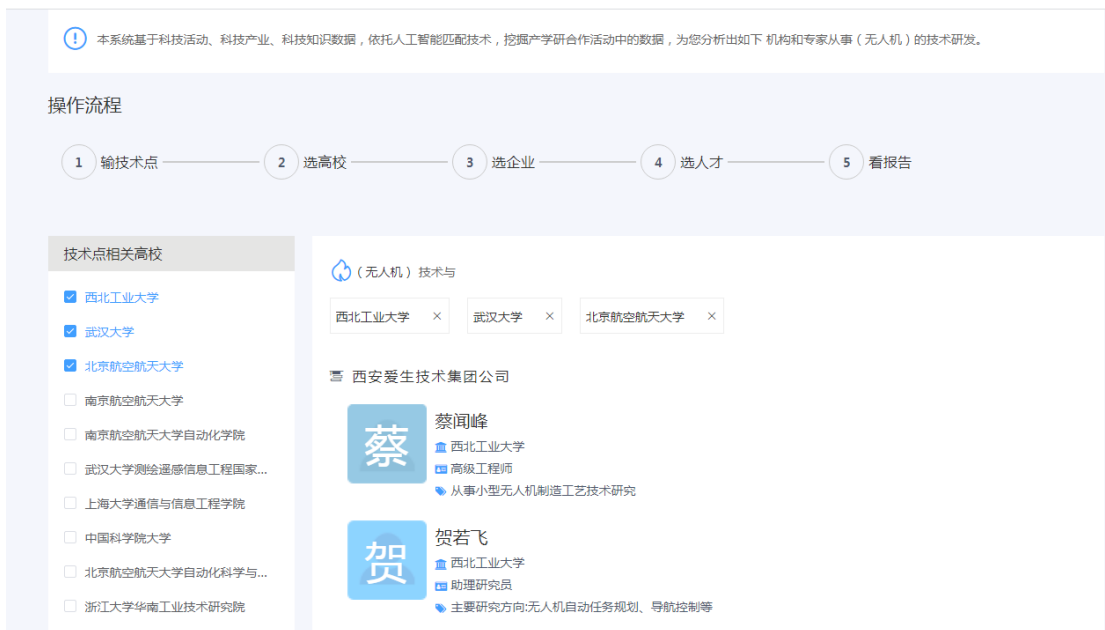 本系统基于科技活动、科技产业、科技知识数据，依托人工智能匹配技术，挖掘产学研合作活动中的数据，为您分析出如下 机构和专家从事（无人机）的技术研发。
操作流程
1 输技术点 2 选高校 3 选企业 4 选人才 5 看报告
技术点相关高校
西北工业大学
武汉大学
北京航空航天大学
南京航空航天大学
南京航空航天大学自动化学院
武汉大学测绘遥感信息工程国家...
上海大学通信与信息工程学院
中国科学院大学
北京航空航天大学自动化科学与...
浙江大学华南工业技术研究院
（无人机）技术与
西北工业大学 × 武汉大学 × 北京航空航天大学 ×
西安爱生技术集团公司
蔡
蔡闻峰
西北工业大学
高级工程师
从事小型无人机制造工艺技术研究
贺
贺若飞
西北工业大学
助理研究员
主要研究方向:无人机自动任务规划、导航控制等